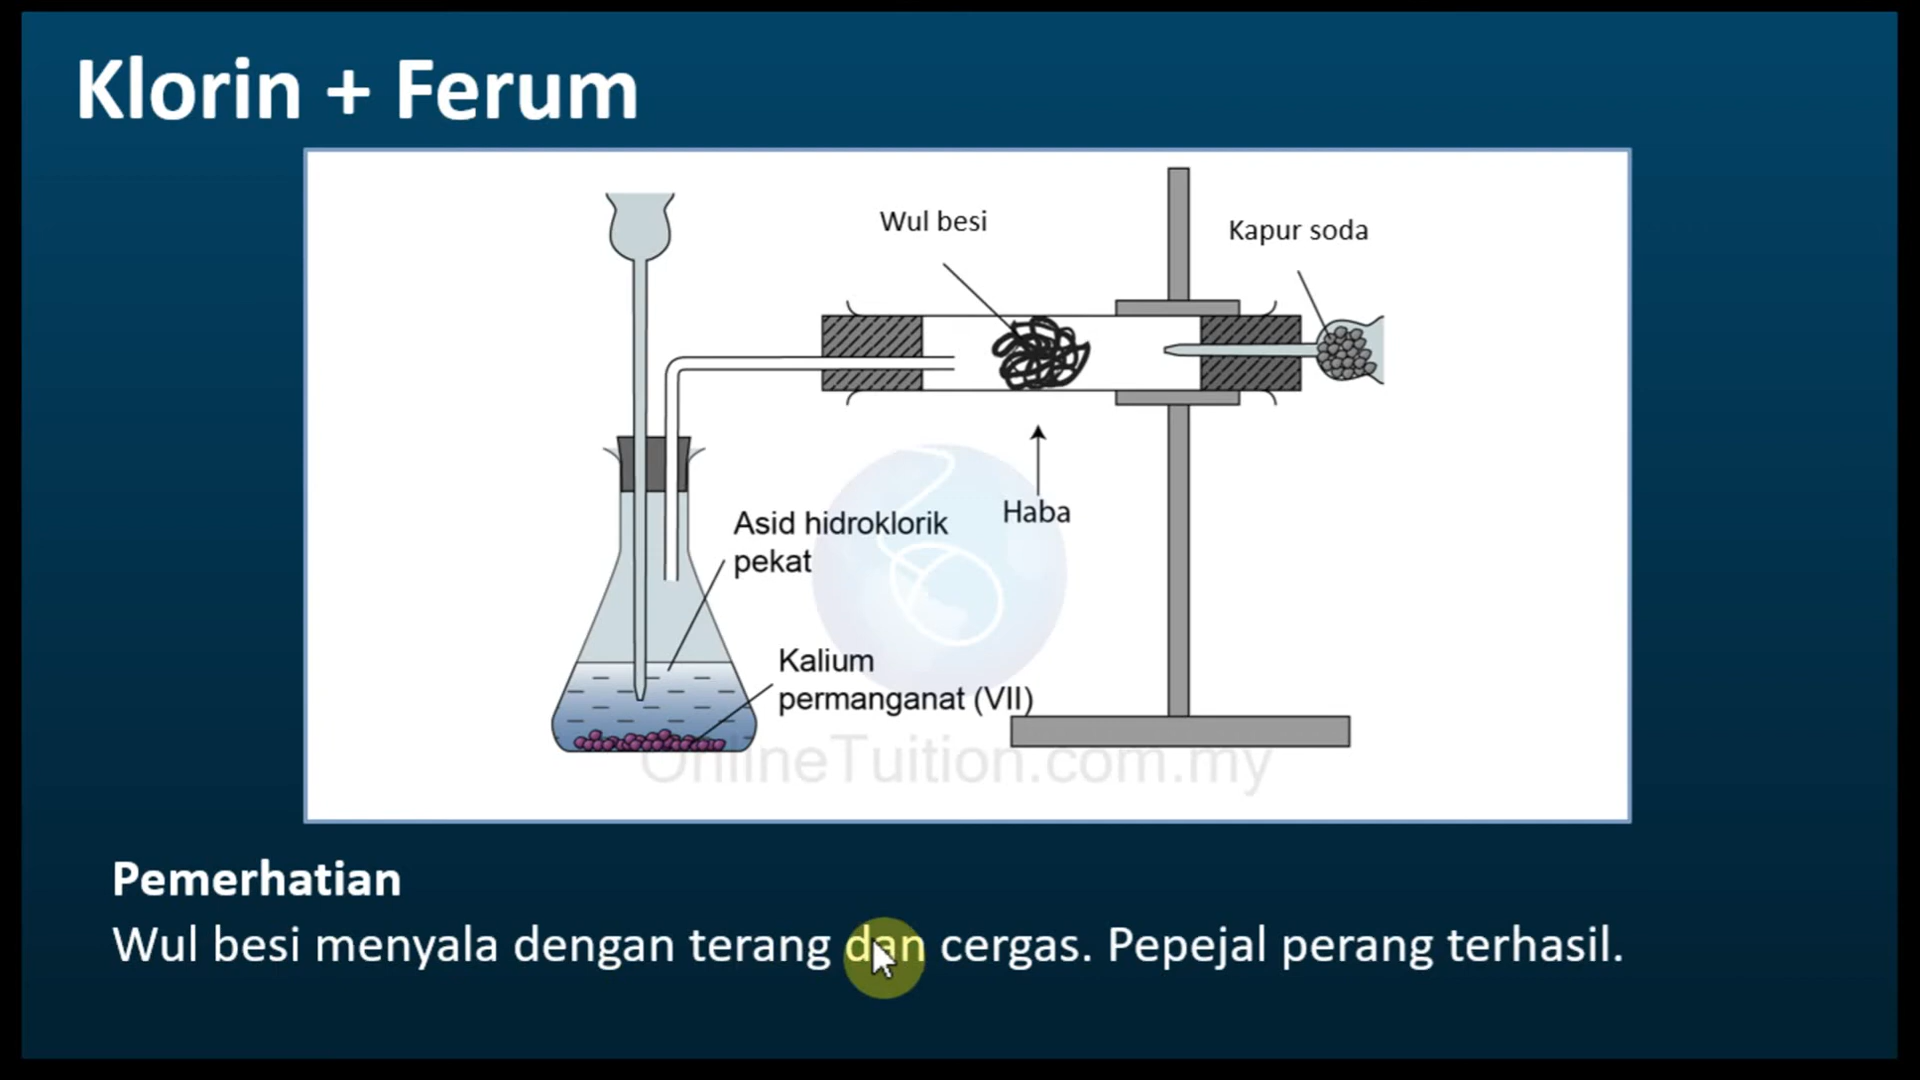 Klorin + Ferum
Wul besi
Kapur soda
Haba
Asid hidroklorik
pekat
Kalium
permanganat (VII)
OnlineTuition.com.my
Pemerhatian
Wul besi menyala dengan terang dan cergas. Pepejal perang terhasil.